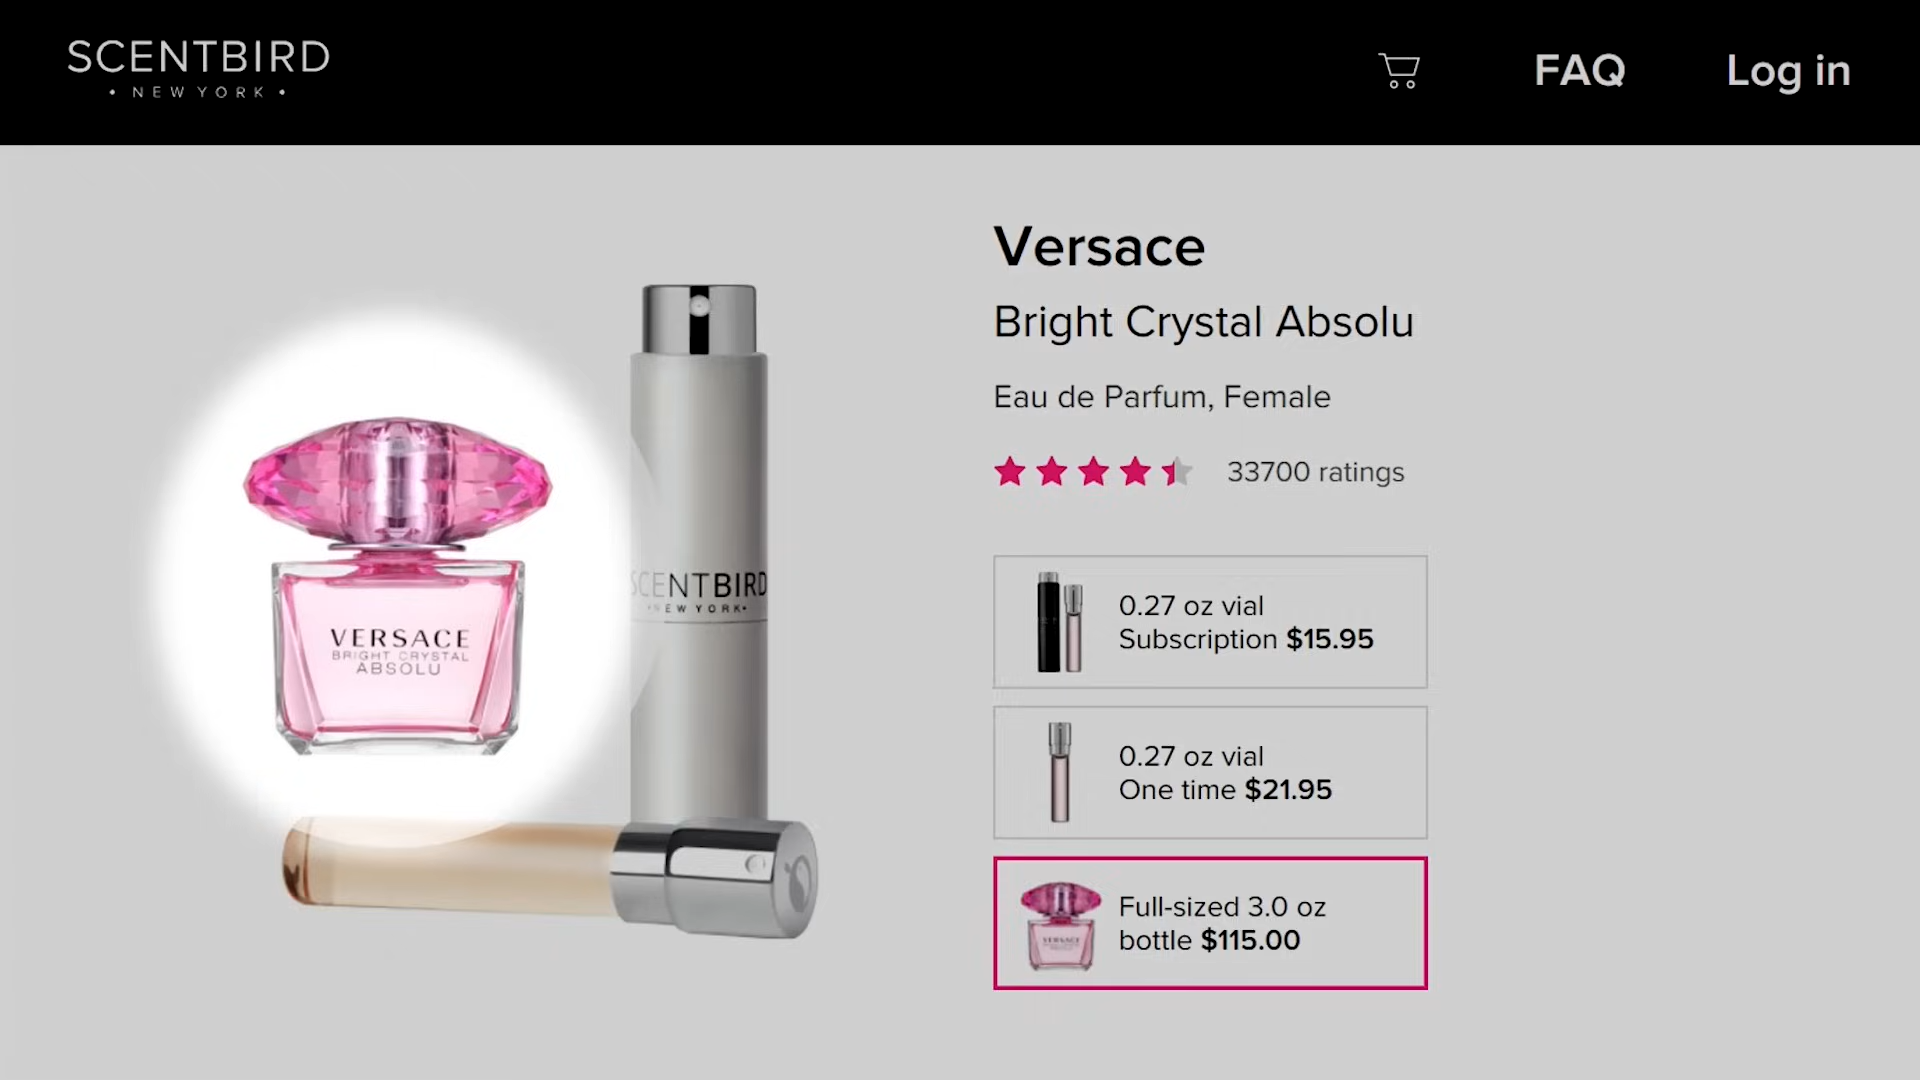 SCENTBIRD
• NEW YORK •
FAQ
Log in
Versace
Bright Crystal Absolu
Eau de Parfum, Female
33700 ratings
SCENTBIRD
•NEW YORK•
VERSACE
BRIGHT CRYSTAL
ABSOLU
0.27 oz vial
Subscription $15.95
0.27 oz vial
One time $21.95
VERSACE
Full-sized 3.0 oz
bottle $115.00